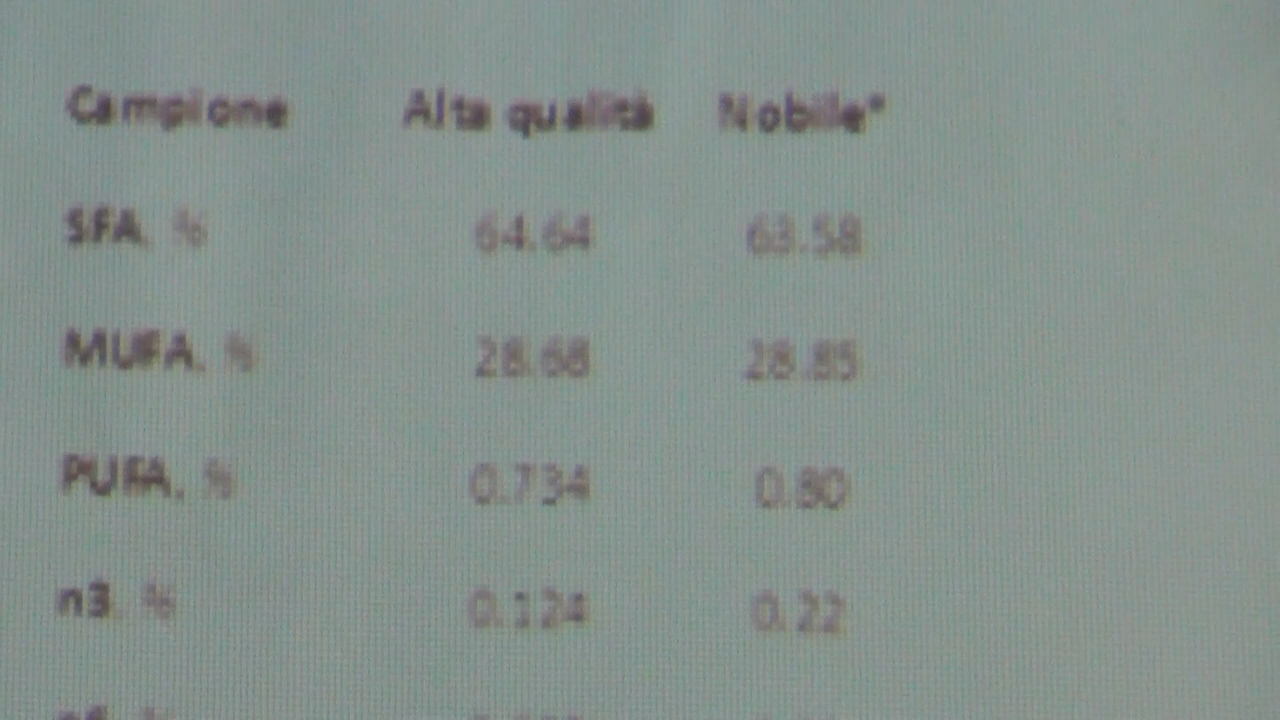 Campione Alta qualità Nobile*
SFA, % 64.64 63.58
MUFA, % 28.68 28.85
PUFA, % 0.734 0.80
n3, % 0.124 0.22